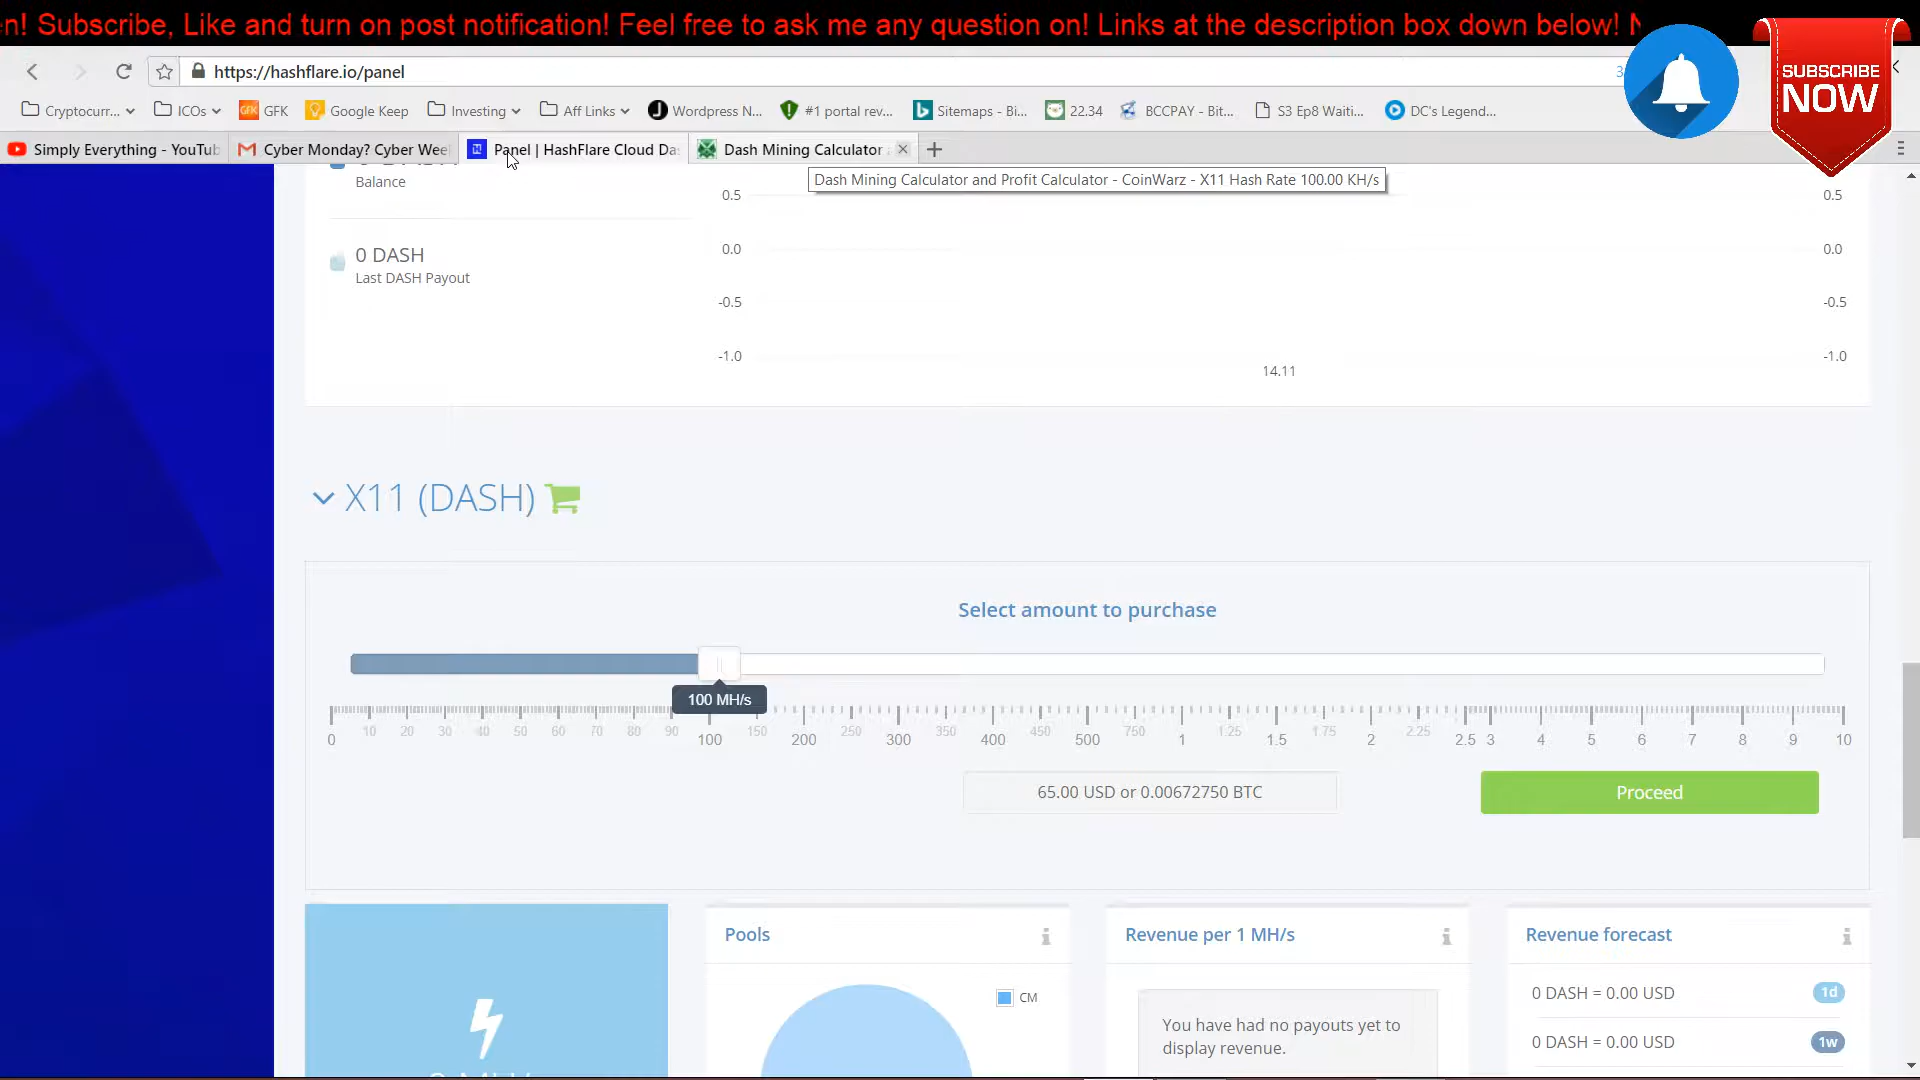 n! Subscribe, Like and turn on post notification! Feel free to ask me any question on! Links at the description box down below! N
SUBSCRIBE
NOW
https://hashflare.io/panel
Cryptocurr...
ICOs
GFK
GFK
Google Keep
Investing
Aff Links
Wordpress N...
#1 portal rev...
Sitemaps - Bi...
22.34
BCCPAY - Bit...
S3 Ep8 Waiti...
DC's Legend...
Simply Everything - YouTub
Cyber Monday? Cyber Wee
Panel | HashFlare Cloud Da
Dash Mining Calculator
Dash Mining Calculator and Profit Calculator - CoinWarz - X11 Hash Rate 100.00 KH/s
Balance
0 DASH
Last DASH Payout
0.5
0.5
0.0
0.0
-0.5
-0.5
-1.0
-1.0
14.11
X11 (DASH)
Select amount to purchase
100 MH/s
10 20 30 40 50 60 70 80 90 150 250 350 450 750 1.25 1.75 2.25
0 100 200 300 400 500 1 1.5 2 2.5 3 4 5 6 7 8 9 10
65.00 USD or 0.00672750 BTC
Proceed
Pools
CM
Revenue per 1 MH/s
You have had no payouts yet to
display revenue.
Revenue forecast
0 DASH = 0.00 USD 1d
0 DASH = 0.00 USD 1w